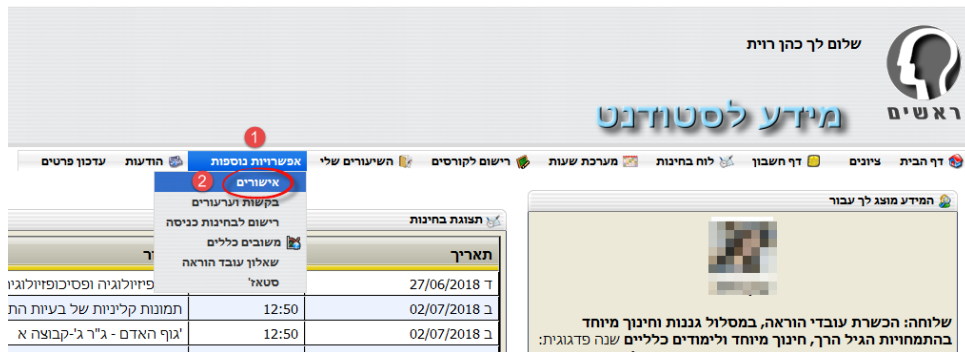 שלום לך כהן רוית
ראשים
מידע לסטודנט
1
דף הבית ציונים דף חשבון לוח בחינות מערכת שעות רישום לקורסים השיעורים שלי אפשרויות נוספות הודעות עדכון פרטים
2 אישורים
בקשות וערעורים
רישום לבחינות כניסה
משובים כללים
שאלון עובד הוראה
סטאז'
המידע מוצג לך עבור
שלוחה: הכשרת עובדי הוראה, במסלול גננות וחינוך מיוחד
בהתמחויות הגיל הרך, חינוך מיוחד ולימודים כלליים שנה פדגוגית:
תצוגת בחינות
תאריך
ד 27/06/2018 פיזיולוגיה ופסיכופיזיולוגי
ב 02/07/2018 12:50 תמונות קליניות של בעיות הת
ב 02/07/2018 12:50 'גוף האדם - ג"ר ג'-קבוצה א